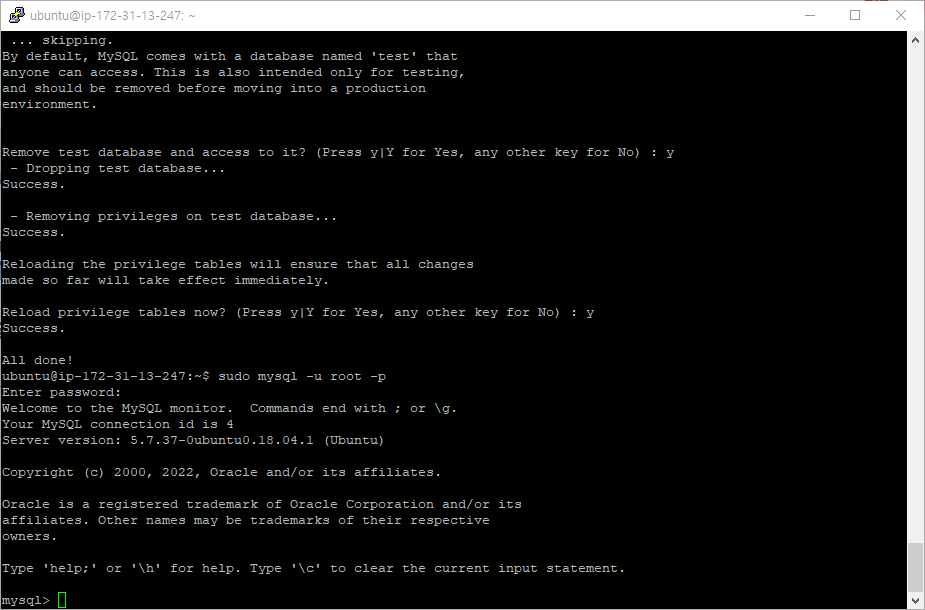 ubuntu@ip-172-31-13-247: ~
... skipping.
By default, MySQL comes with a database named 'test' that
anyone can access. This is also intended only for testing,
and should be removed before moving into a production
environment.
Remove test database and access to it? (Press y|Y for Yes, any other key for No) : y
- Dropping test database...
Success.
- Removing privileges on test database...
Success.
Reloading the privilege tables will ensure that all changes
made so far will take effect immediately.
Reload privilege tables now? (Press y|Y for Yes, any other key for No) : y
Success.
All done!
ubuntu@ip-172-31-13-247:~$ sudo mysql -u root -p
Enter password:
Welcome to the MySQL monitor.  Commands end with ; or \g.
Your MySQL connection id is 4
Server version: 5.7.37-0ubuntu0.18.04.1 (Ubuntu)
Copyright (c) 2000, 2022, Oracle and/or its affiliates.
Oracle is a registered trademark of Oracle Corporation and/or its
affiliates. Other names may be trademarks of their respective
owners.
Type 'help;' or '\h' for help. Type '\c' to clear the current input statement.
mysql>